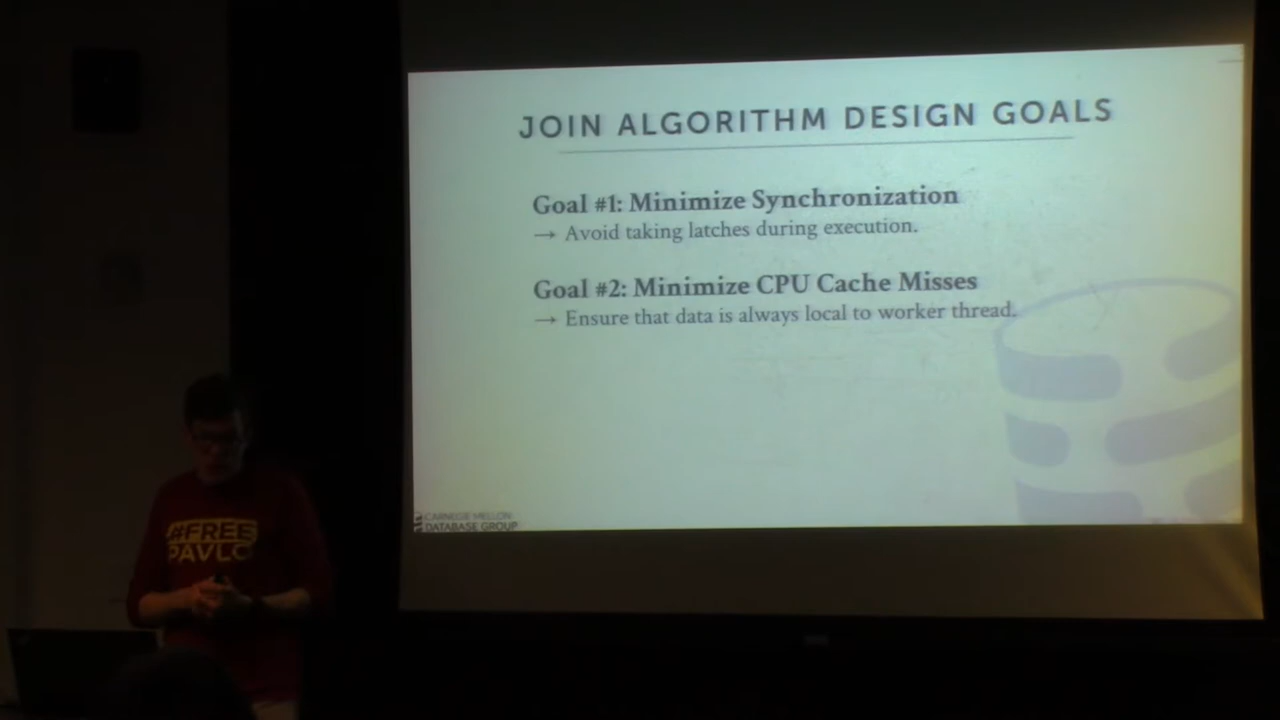 JOIN ALGORITHM DESIGN GOALS
Goal #1: Minimize Synchronization
→ Avoid taking latches during execution.
Goal #2: Minimize CPU Cache Misses
→ Ensure that data is always local to worker thread.
CARNEGIE MELLON
DATABASE GROUP
#FREE
PAVLO